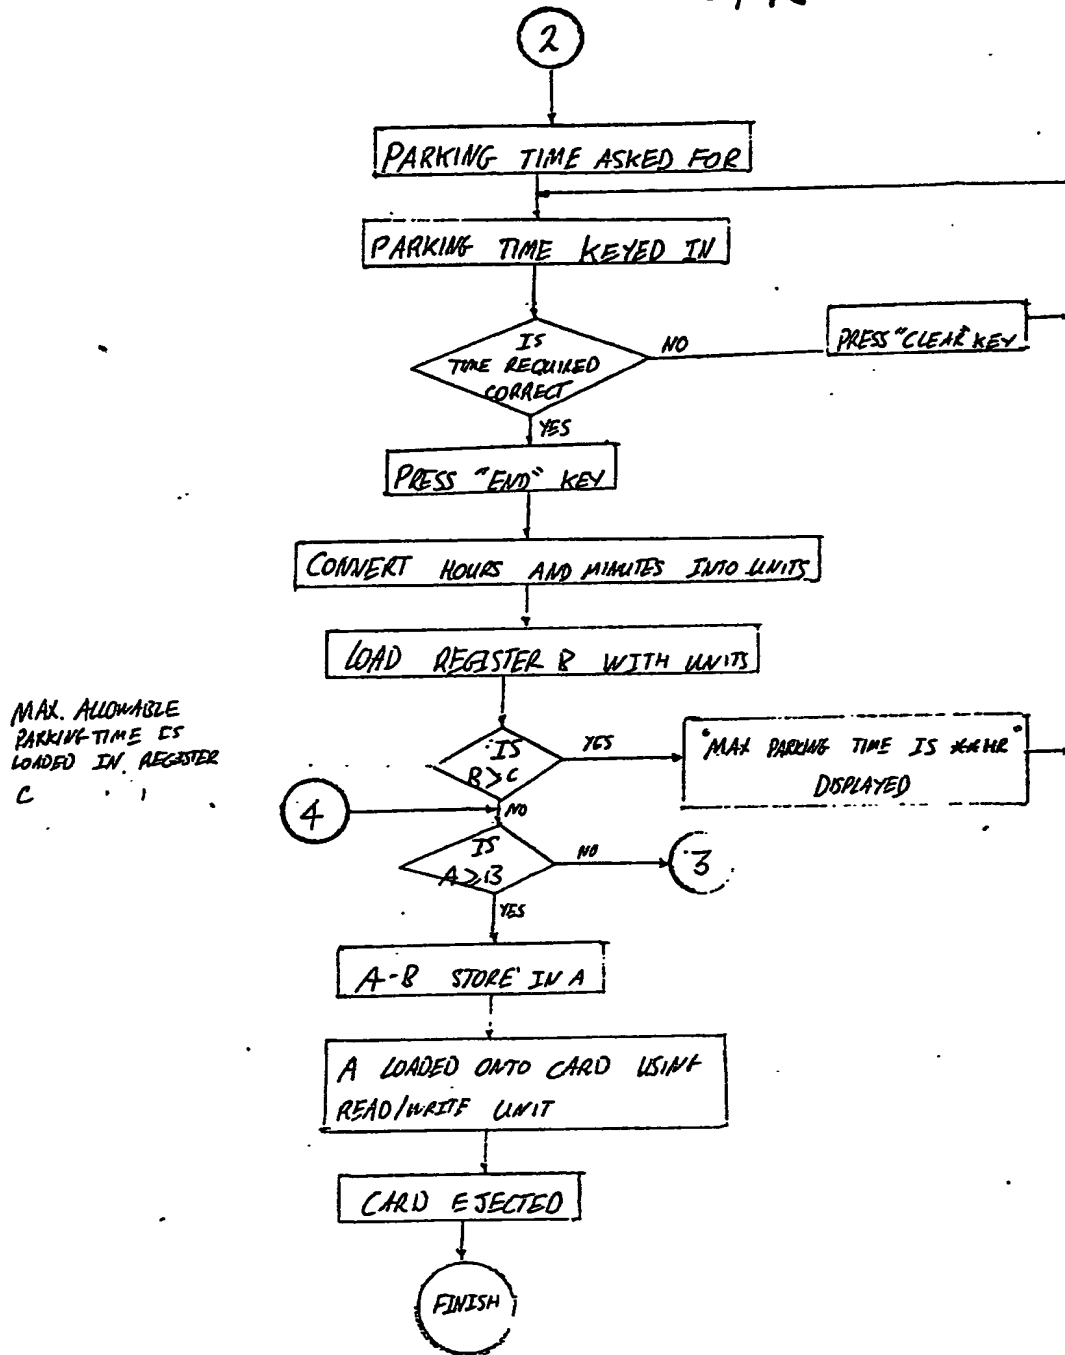 2
PARKING TIME ASKED FOR
PARKING TIME KEYED IN
IS
TIME REQUIRED
CORRECT
NO
PRESS "CLEAR" KEY
YES
PRESS "END" KEY
CONVERT HOURS AND MINUTES INTO UNITS
LOAD REGISTER B WITH UNITS
MAX. ALLOWABLE
PARKING TIME IS
LOADED IN REGISTER
C
IS
B>C
YES
"MAX PARKING TIME IS **HR"
DISPLAYED
NO
4
IS
A≥B
NO
3
YES
A-B STORE IN A
A LOADED ONTO CARD USING
READ/WRITE UNIT
CARD EJECTED
FINISH